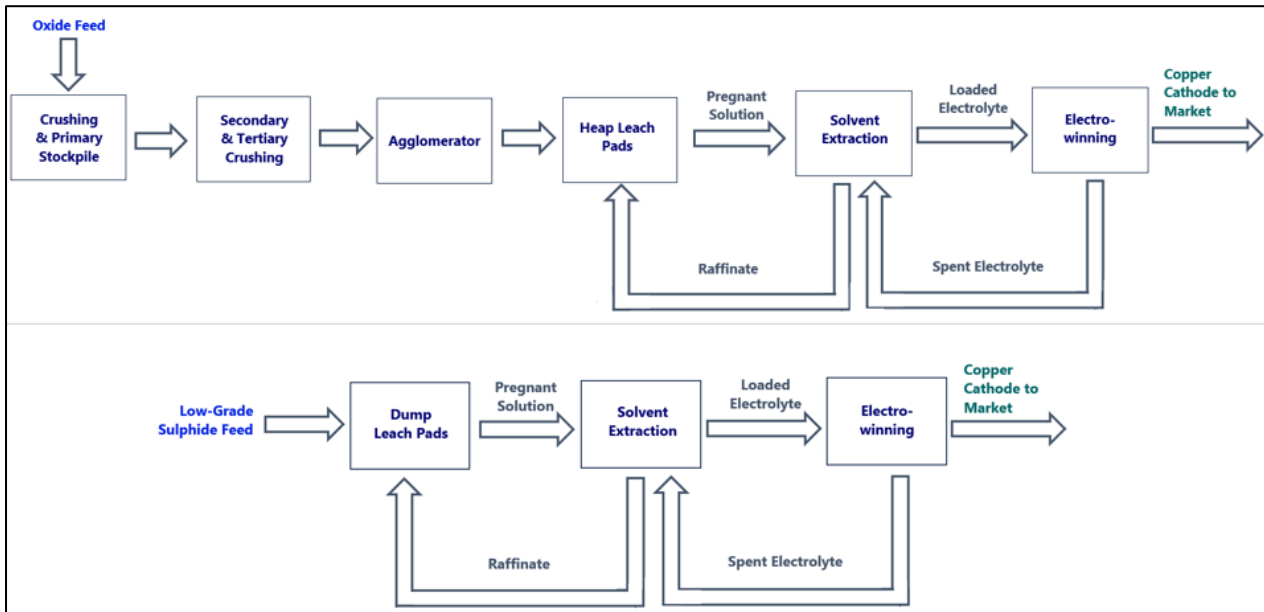 Oxide Feed
Crushing
& Primary
Stockpile
Secondary
& Tertiary
Crushing
Agglomerator
Heap Leach
Pads
Pregnant
Solution
Solvent
Extraction
Loaded
Electrolyte
Electro-
winning
Copper
Cathode to
Market
Raffinate
Spent Electrolyte
Low-Grade
Sulphide Feed
Dump
Leach Pads
Pregnant
Solution
Solvent
Extraction
Loaded
Electrolyte
Electro-
winning
Copper
Cathode to
Market
Raffinate
Spent Electrolyte